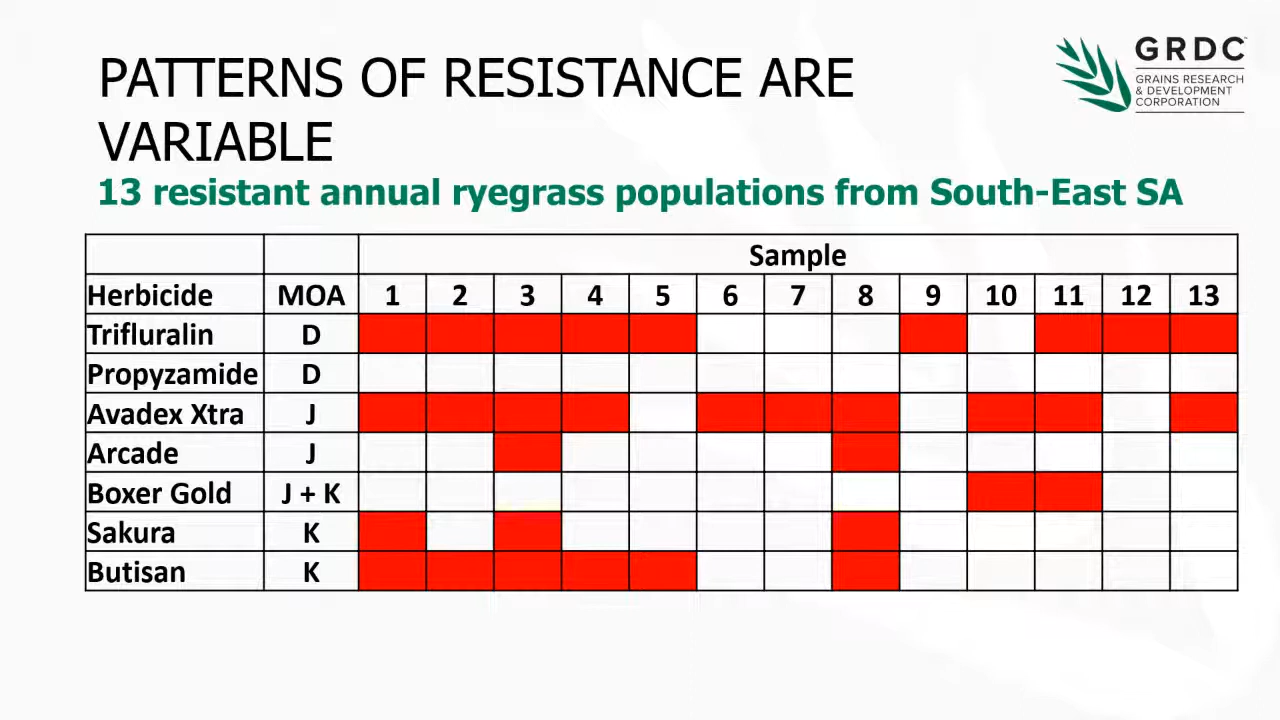 PATTERNS OF RESISTANCE ARE
VARIABLE
GRDC
GRAINS RESEARCH
& DEVELOPMENT
CORPORATION
13 resistant annual ryegrass populations from South-East SA
Sample
Herbicide MOA 1 2 3 4 5 6 7 8 9 10 11 12 13
Trifluralin D
Propyzamide D
Avadex Xtra J
Arcade J
Boxer Gold J + K
Sakura K
Butisan K